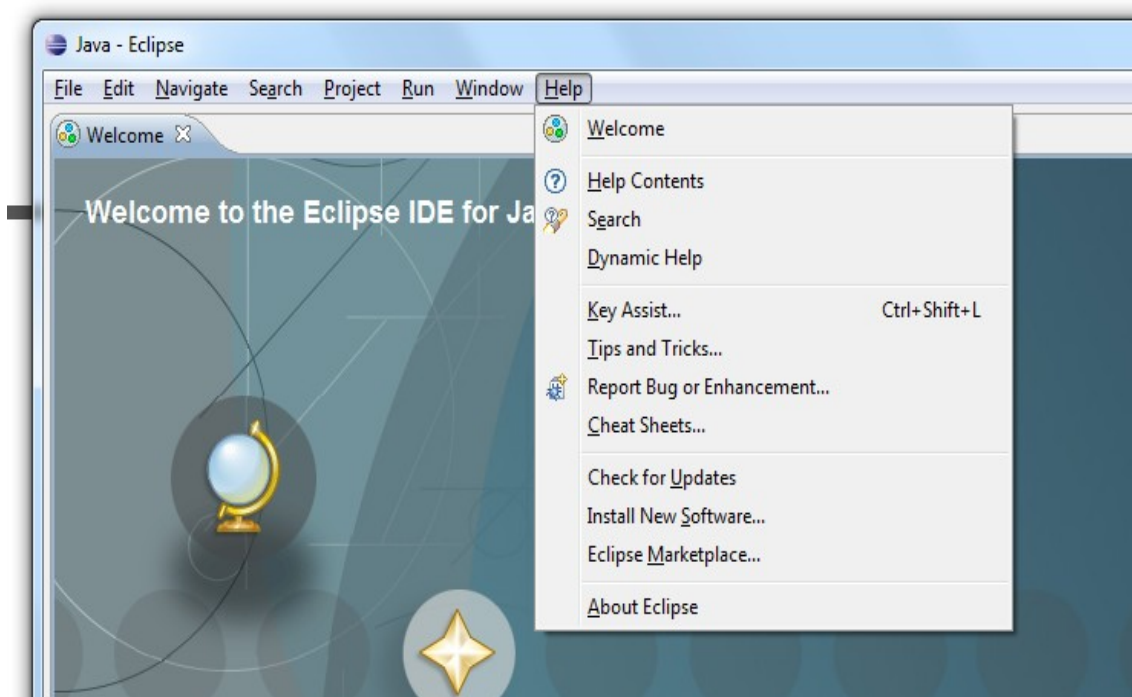 Java - Eclipse
File Edit Navigate Search Project Run Window Help
Welcome
Welcome to the Eclipse IDE for Ja
Welcome
Help Contents
Search
Dynamic Help
Key Assist... Ctrl+Shift+L
Tips and Tricks...
Report Bug or Enhancement...
Cheat Sheets...
Check for Updates
Install New Software...
Eclipse Marketplace...
About Eclipse